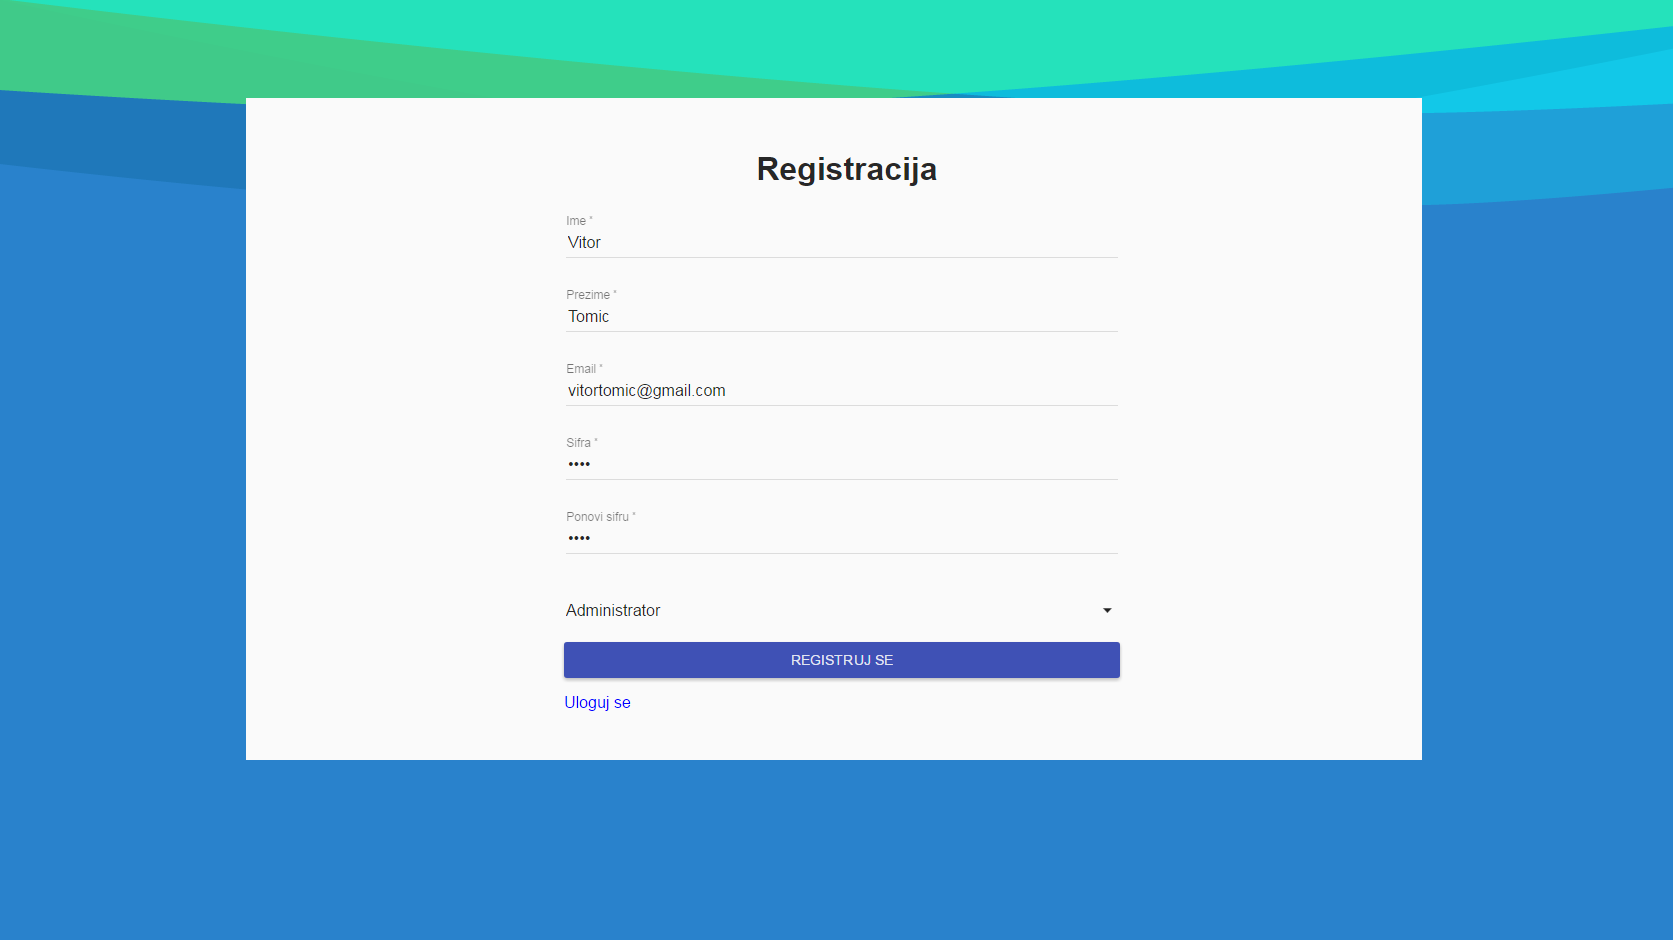 Registracija
Ime *
Vitor
Prezime *
Tomic
Email *
vitortomic@gmail.com
Sifra *
••••
Ponovi sifru *
••••
Administrator
REGISTRUJ SE
Uloguj se